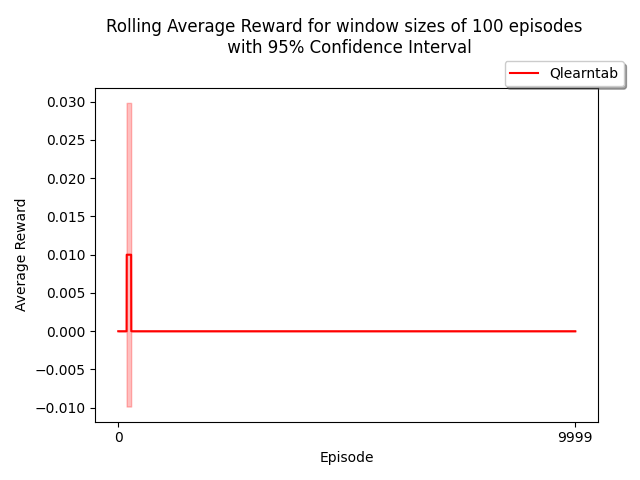 Rolling Average Reward for window sizes of 100 episodes
with 95% Confidence Interval
Qlearntab
0.030
0.025
0.020
0.015
0.010
0.005
0.000
−0.005
−0.010
Average Reward
0
9999
Episode